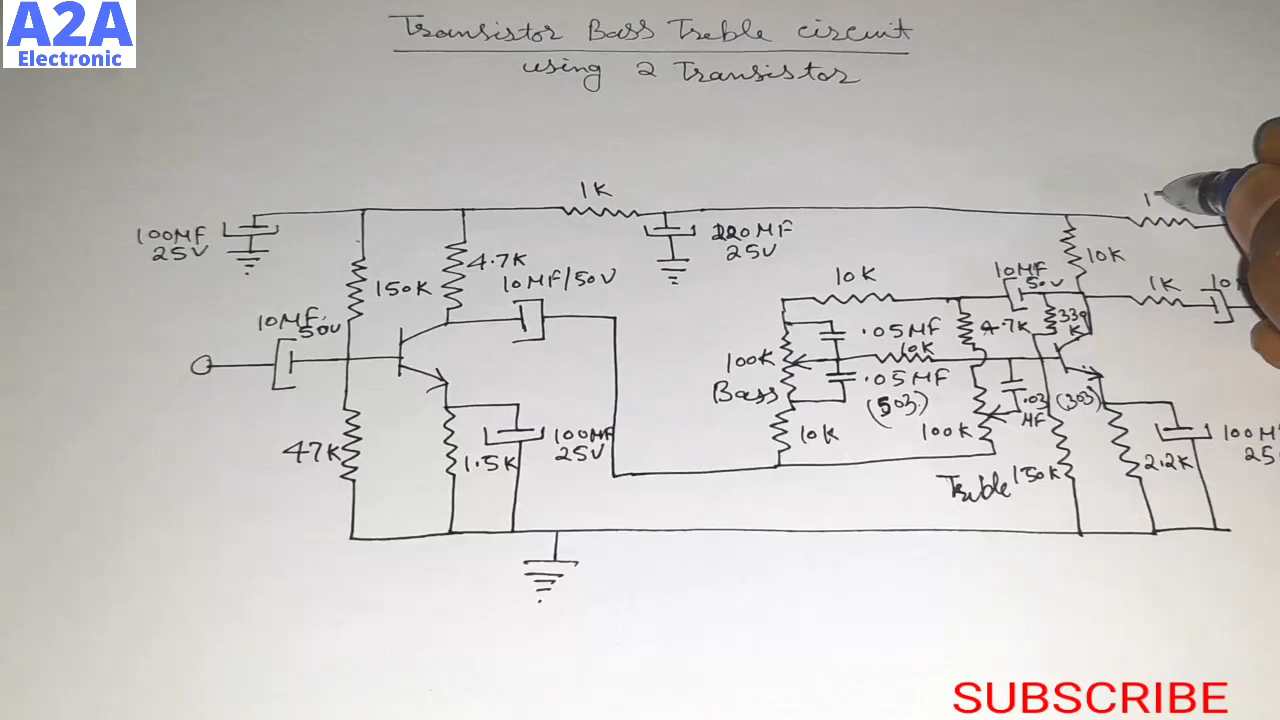 A2A
Electronic
Transistor Bass Treble circuit
using 2 Transistor
1K
100MF
25V
220MF
25V
4.7K
10MF/50V
150K
10MF
50V
10K
10MF
50V
10K
1K
.05MF
4.7K
10K
100K
Bass
.05MF
(503)
.03
MF
(303)
47K
1.5K
100MF
25V
10K
100K
Treble
150K
2.2K
SUBSCRIBE